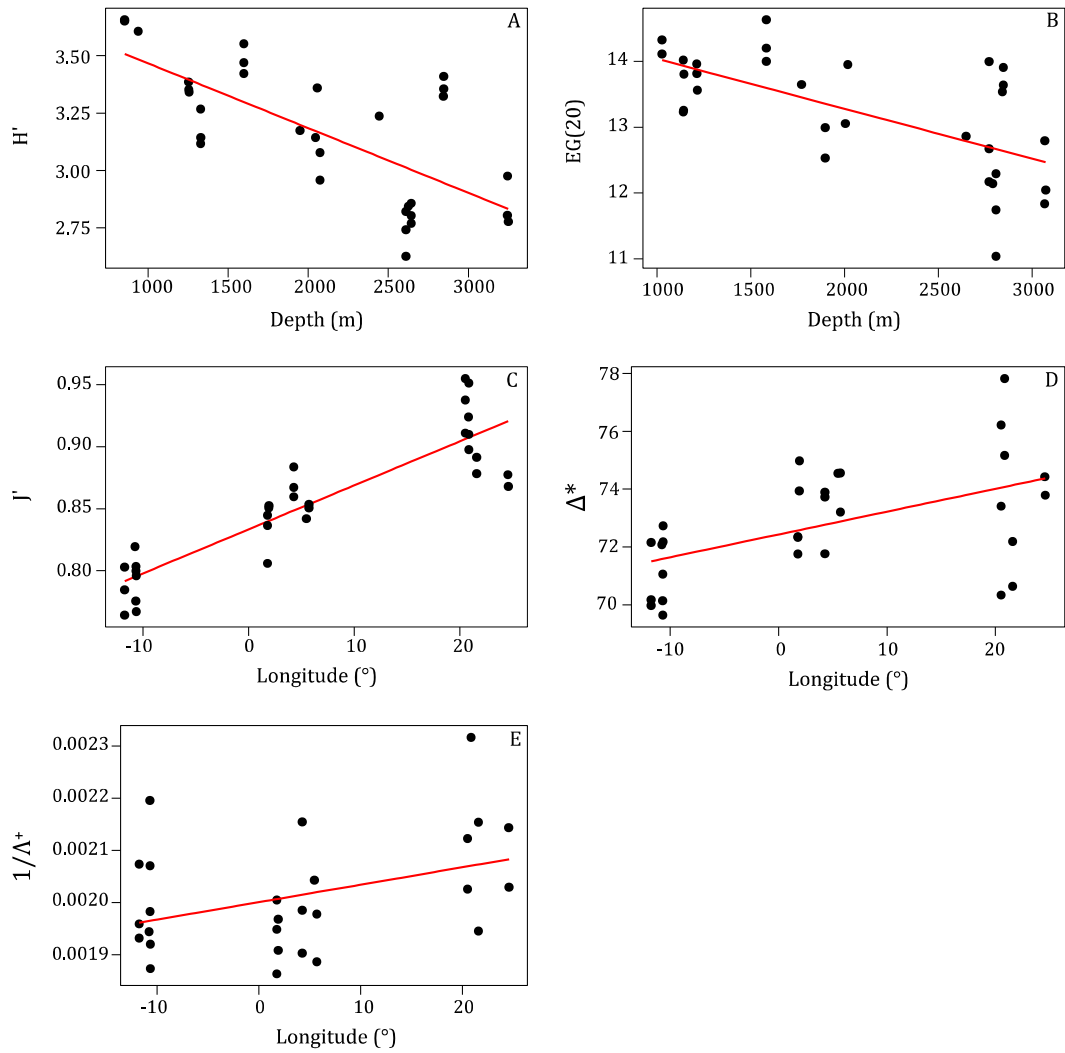 A
3.50
3.25
3.00
2.75
H'
1000 1500 2000 2500 3000
Depth (m)
B
14
13
12
11
EG(20)
1000 1500 2000 2500 3000
Depth (m)
C
0.95
0.90
0.85
0.80
J'
-10 0 10 20
Longitude (°)
D
78
76
74
72
70
Δ*
-10 0 10 20
Longitude (°)
E
0.0023
0.0022
0.0021
0.0020
0.0019
1/Λ⁺
-10 0 10 20
Longitude (°)